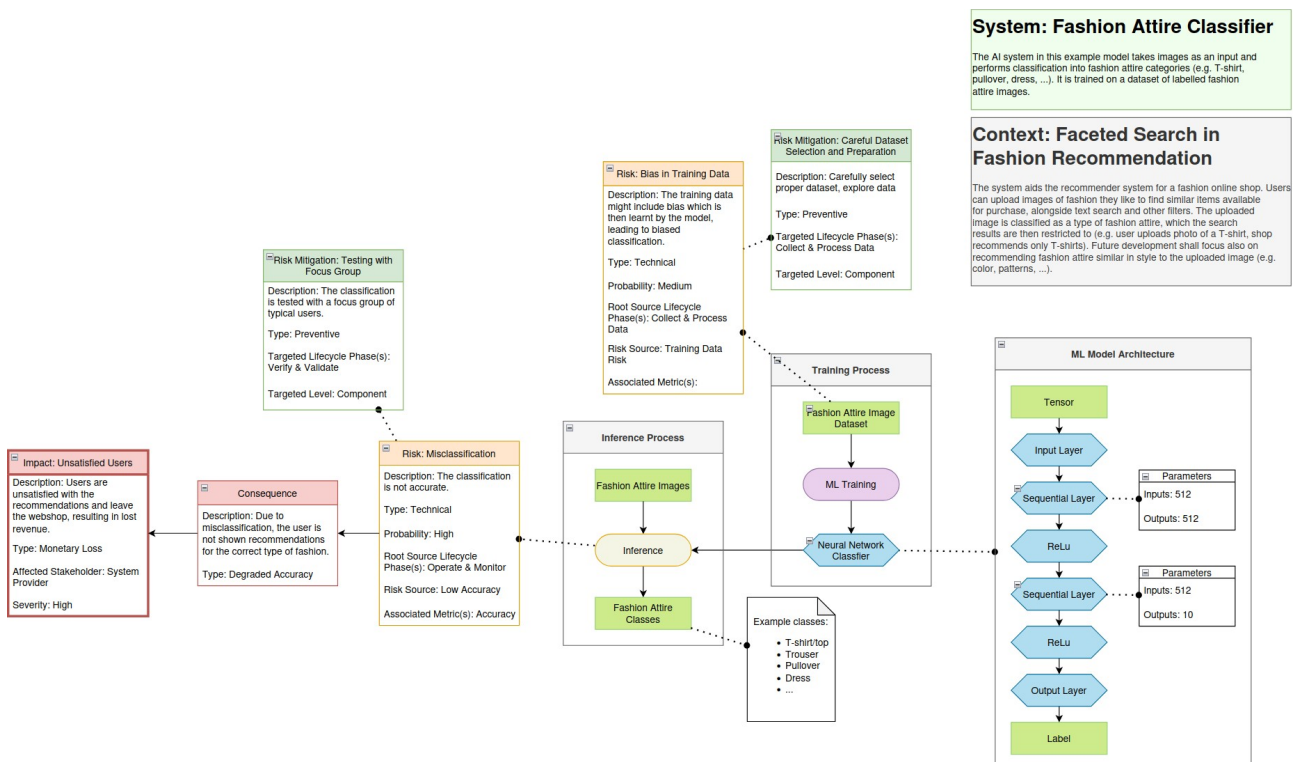 System: Fashion Attire Classifier
The AI system in this example model takes images as an input and
performs classification into fashion attire categories (e.g. T-shirt,
pullover, dress, ...). It is trained on a dataset of labelled fashion
attire images.
Context: Faceted Search in
Fashion Recommendation
The system aids the recommender system for a fashion online shop. Users
can upload images of fashion they like to find similar items available
for purchase, alongside text search and other filters. The uploaded
image is classified as a type of fashion attire, which the search
results are then restricted to (e.g. user uploads photo of a T-shirt, shop
recommends only T-shirts). Future development shall focus also on
recommending fashion attire similar in style to the uploaded image (e.g.
color, patterns, ...).
Risk Mitigation: Careful Dataset
Selection and Preparation
Description: Carefully select
proper dataset, explore data
Type: Preventive
Targeted Lifecycle Phase(s):
Collect & Process Data
Targeted Level: Component
Risk: Bias in Training Data
Description: The training data
might include bias which is
then learnt by the model,
leading to biased
classification.
Type: Technical
Probability: Medium
Root Source Lifecycle
Phase(s): Collect & Process
Data
Risk Source: Training Data
Risk
Associated Metric(s):
Risk Mitigation: Testing with
Focus Group
Description: The classification
is tested with a focus group of
typical users.
Type: Preventive
Targeted Lifecycle Phase(s):
Verify & Validate
Targeted Level: Component
Impact: Unsatisfied Users
Description: Users are
unsatisfied with the
recommendations and leave
the webshop, resulting in lost
revenue.
Type: Monetary Loss
Affected Stakeholder: System
Provider
Severity: High
Consequence
Description: Due to
misclassification, the user is
not shown recommendations
for the correct type of fashion.
Type: Degraded Accuracy
Risk: Misclassification
Description: The classification
is not accurate.
Type: Technical
Probability: High
Root Source Lifecycle
Phase(s): Operate & Monitor
Risk Source: Low Accuracy
Associated Metric(s): Accuracy
Inference Process
Fashion Attire Images
Inference
Fashion Attire
Classes
Training Process
Fashion Attire Image
Dataset
ML Training
Neural Network
Classfier
Example classes:
• T-shirt/top
• Trouser
• Pullover
• Dress
• ...
ML Model Architecture
Tensor
Input Layer
Sequential Layer
Parameters
Inputs: 512
Outputs: 512
ReLu
Sequential Layer
Parameters
Inputs: 512
Outputs: 10
ReLu
Output Layer
Label